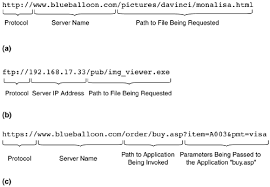 http://www.blueballoon.com/pictures/davinci/monalisa.html
Protocol Server Name Path to File Being Requested
(a)
ftp://192.168.17.33/pub/img_viewer.exe
Protocol Server IP Address Path to File Being Requested
(b)
https://www.blueballoon.com/order/buy.asp?item=A003&pmt=visa
Protocol Server Name Path to Application Parameters Being Passed to
Being Invoked the Application "buy.asp"
(c)